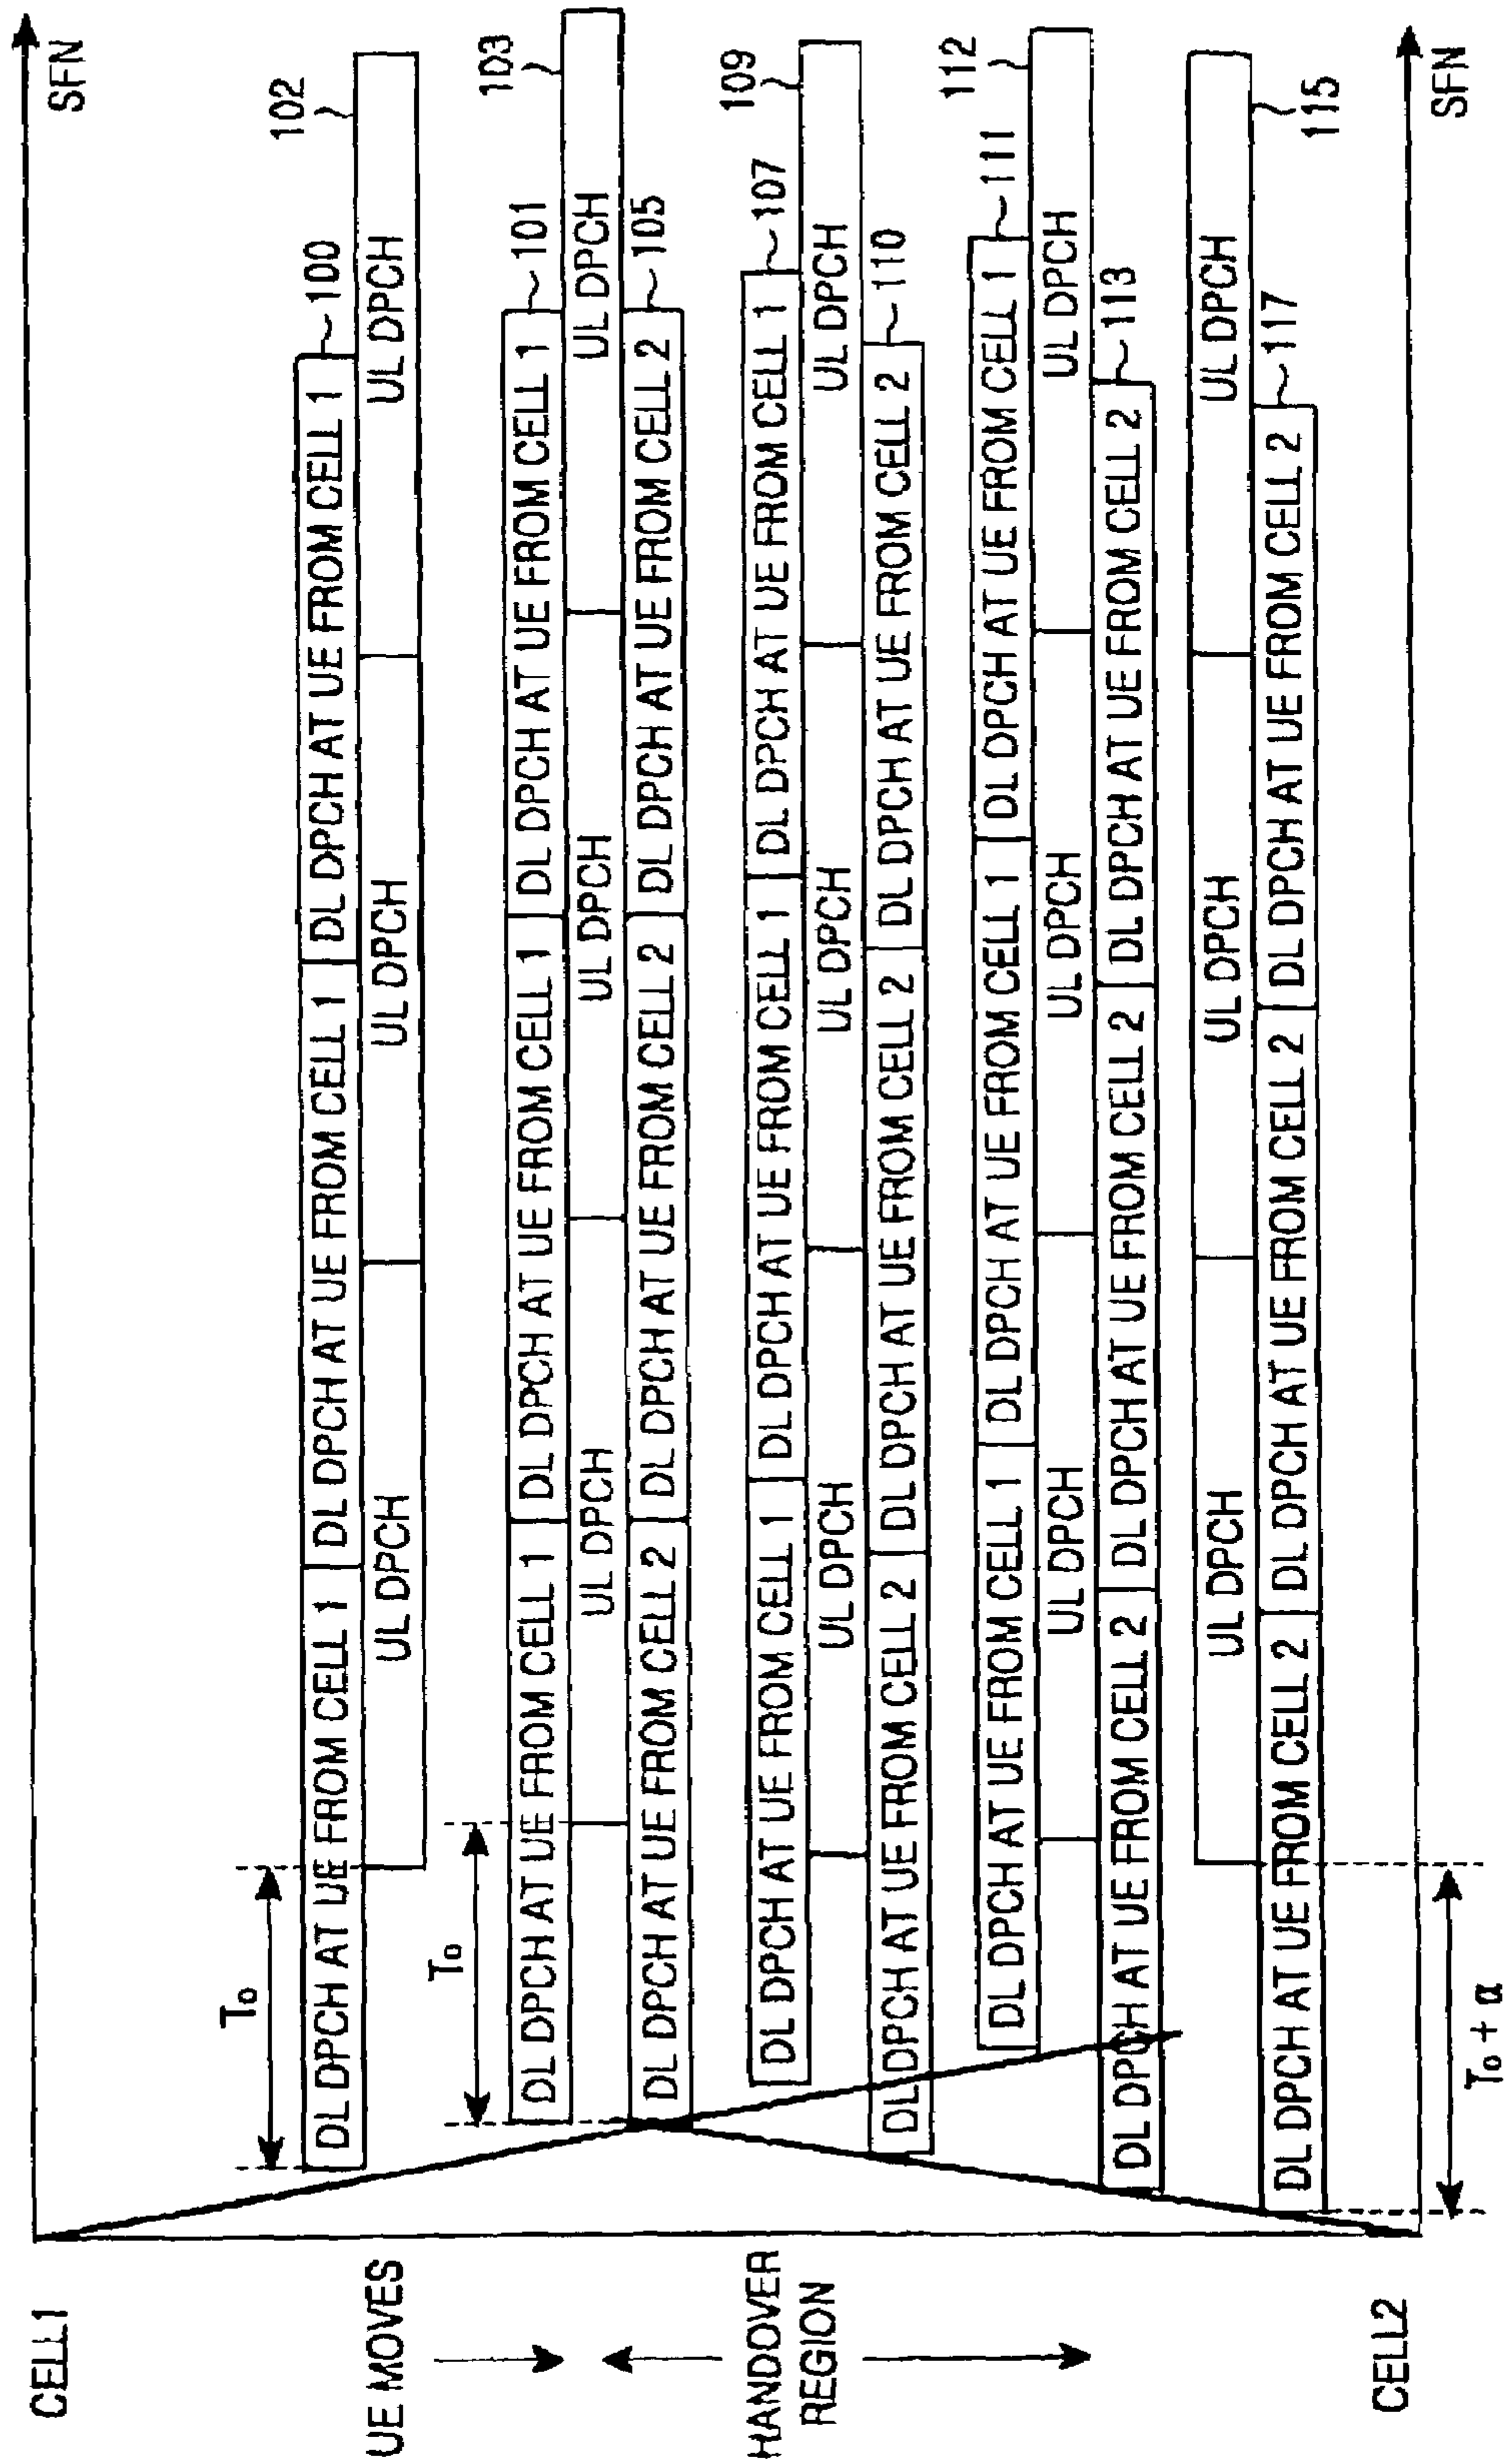 CELL1
SFN
UE MOVES
T₀
102
DL DPCH AT UE FROM CELL 1 DL DPCH AT UE FROM CELL 1 DL DPCH AT UE FROM CELL 1 100
UL DPCH UL DPCH UL DPCH
T₀
103
DL DPCH AT UE FROM CELL 1 DL DPCH AT UE FROM CELL 1 DL DPCH AT UE FROM CELL 1 101
UL DPCH UL DPCH UL DPCH
DL DPCH AT UE FROM CELL 2 DL DPCH AT UE FROM CELL 2 DL DPCH AT UE FROM CELL 2 105
HANDOVER
REGION
109
DL DPCH AT UE FROM CELL 1 DL DPCH AT UE FROM CELL 1 DL DPCH AT UE FROM CELL 1 107
UL DPCH UL DPCH UL DPCH
DL DPCH AT UE FROM CELL 2 DL DPCH AT UE FROM CELL 2 DL DPCH AT UE FROM CELL 2 110
112
DL DPCH AT UE FROM CELL 1 DL DPCH AT UE FROM CELL 1 DL DPCH AT UE FROM CELL 1 111
UL DPCH UL DPCH UL DPCH
DL DPCH AT UE FROM CELL 2 DL DPCH AT UE FROM CELL 2 DL DPCH AT UE FROM CELL 2 113
UL DPCH UL DPCH UL DPCH
115
DL DPCH AT UE FROM CELL 2 DL DPCH AT UE FROM CELL 2 DL DPCH AT UE FROM CELL 2 117
CELL2
SFN
T₀ + α